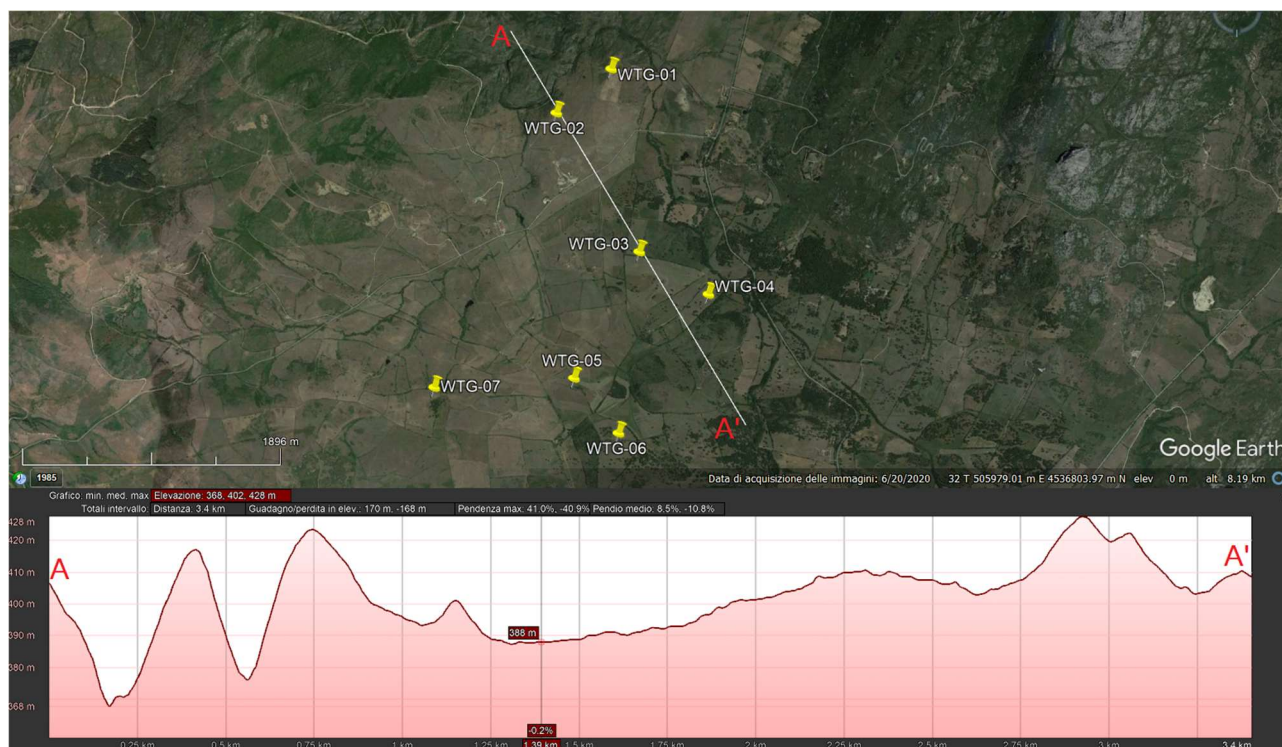 A
WTG-01
WTG-02
WTG-03
WTG-04
WTG-05
WTG-07
A'
WTG-06
1896 m
Google Earth
1985
Data di acquisizione delle immagini: 6/20/2020 32 T 505979.01 m E 4536803.97 m N elev 0 m alt 8.19 km
Grafico: min, med, max Elevazione: 368, 402, 428 m
Totali intervallo: Distanza: 3.4 km Guadagno/perdita in elev.: 170 m, -168 m Pendenza max: 41.0%, -40.9% Pendio medio: 8.5%, -10.8%
428 m
420 m
A A'
410 m
400 m
388 m
390 m
380 m
368 m
-0.2%
0.25 km 0.5 km 0.75 km 1 km 1.25 km 1.39 km 1.5 km 1.75 km 2 km 2.25 km 2.5 km 2.75 km 3 km 3.4 km